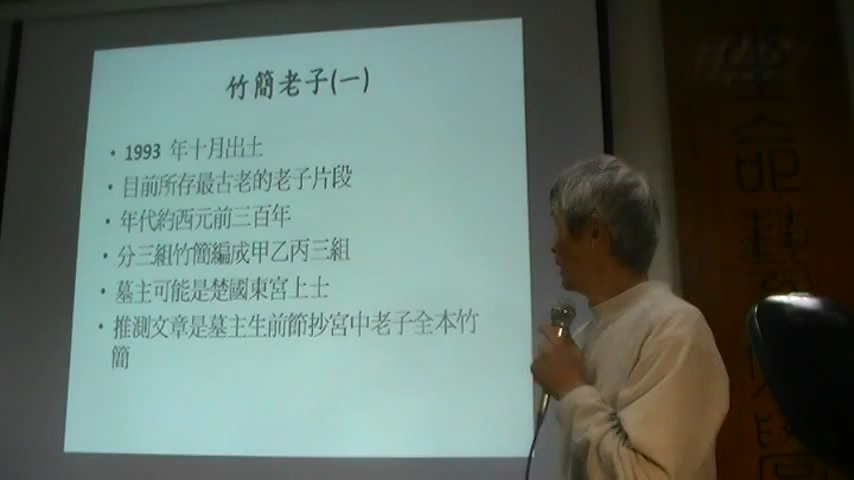 竹簡老子(一)
• 1993 年十月出土
• 目前所存最古老的老子片段
• 年代約西元前三百年
• 分三組竹簡編成甲乙丙三組
• 墓主可能是楚國東宮上士
• 推測文章是墓主生前節抄宮中老子全本竹
簡